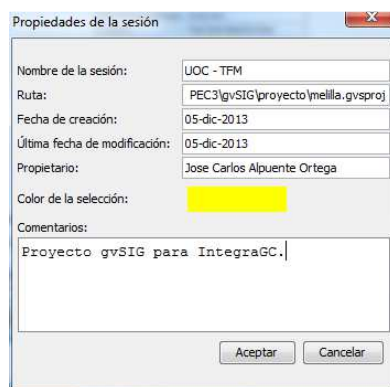 Propiedades de la sesión
Nombre de la sesión: UOC - TFM
Ruta: PEC3\gvSIG\proyecto\melilla.gvsproj
Fecha de creación: 05-dic-2013
Última fecha de modificación: 05-dic-2013
Propietario: Jose Carlos Alpuente Ortega
Color de la selección:
Comentarios:
Proyecto gvSIG para IntegraGC.
Aceptar Cancelar